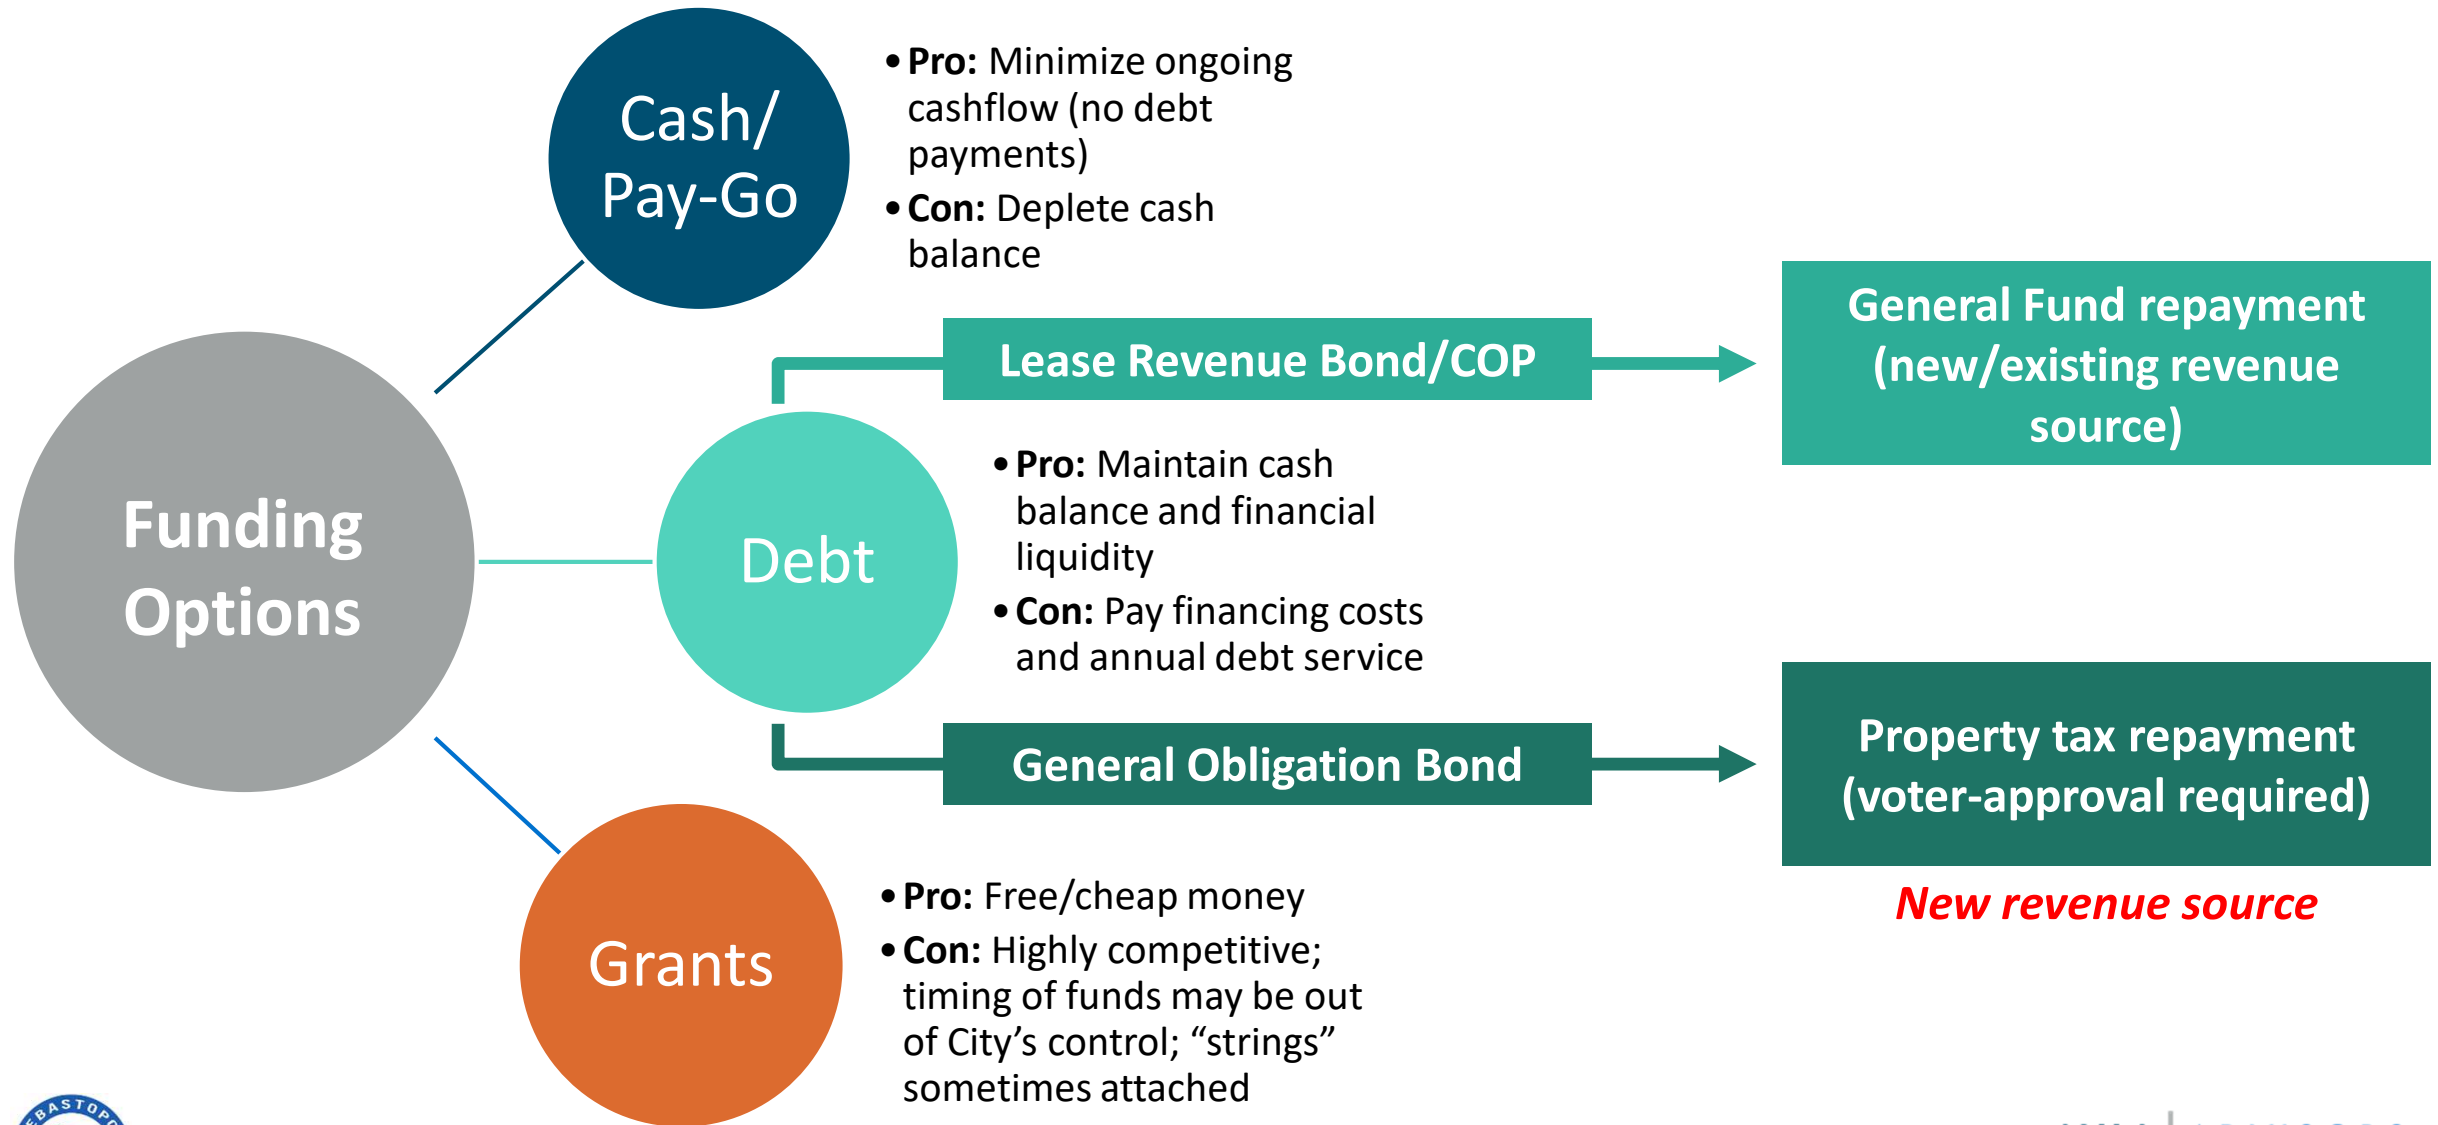 Funding
Options
Cash/
Pay-Go
•Pro: Minimize ongoing
cashflow (no debt
payments)
•Con: Deplete cash
balance
Lease Revenue Bond/COP
General Fund repayment
(new/existing revenue
source)
Debt
•Pro: Maintain cash
balance and financial
liquidity
•Con: Pay financing costs
and annual debt service
General Obligation Bond
Property tax repayment
(voter-approval required)
New revenue source
Grants
•Pro: Free/cheap money
•Con: Highly competitive;
timing of funds may be out
of City’s control; “strings”
sometimes attached